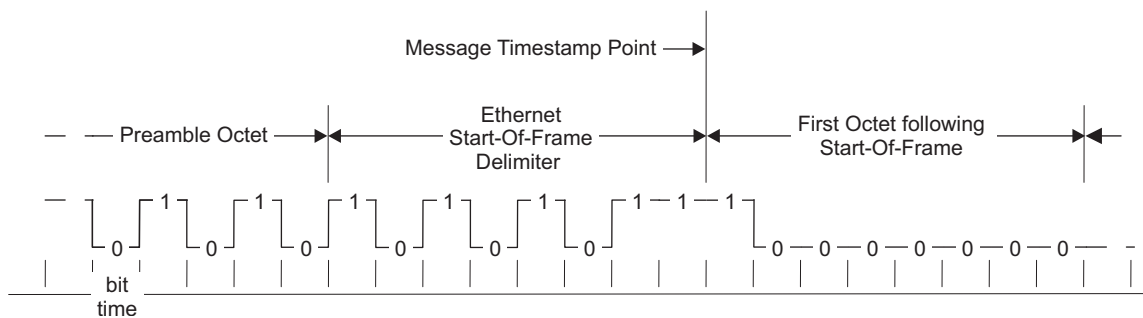 Message Timestamp Point
Preamble Octet
Ethernet
Start-Of-Frame
Delimiter
First Octet following
Start-Of-Frame
1 1 1 1 1 1 1 1
0 0 0 0 0 0 0 0 0 0 0 0 0
bit
time